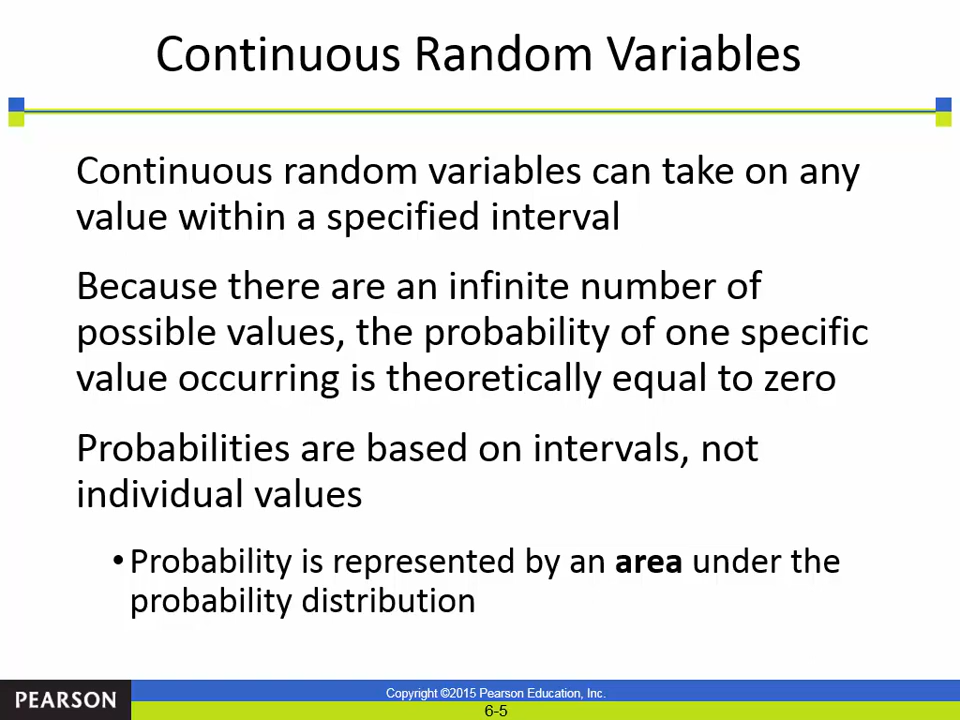 Continuous Random Variables
Continuous random variables can take on any
value within a specified interval
Because there are an infinite number of
possible values, the probability of one specific
value occurring is theoretically equal to zero
Probabilities are based on intervals, not
individual values
•Probability is represented by an area under the
probability distribution
PEARSON
Copyright ©2015 Pearson Education, Inc.
6-5